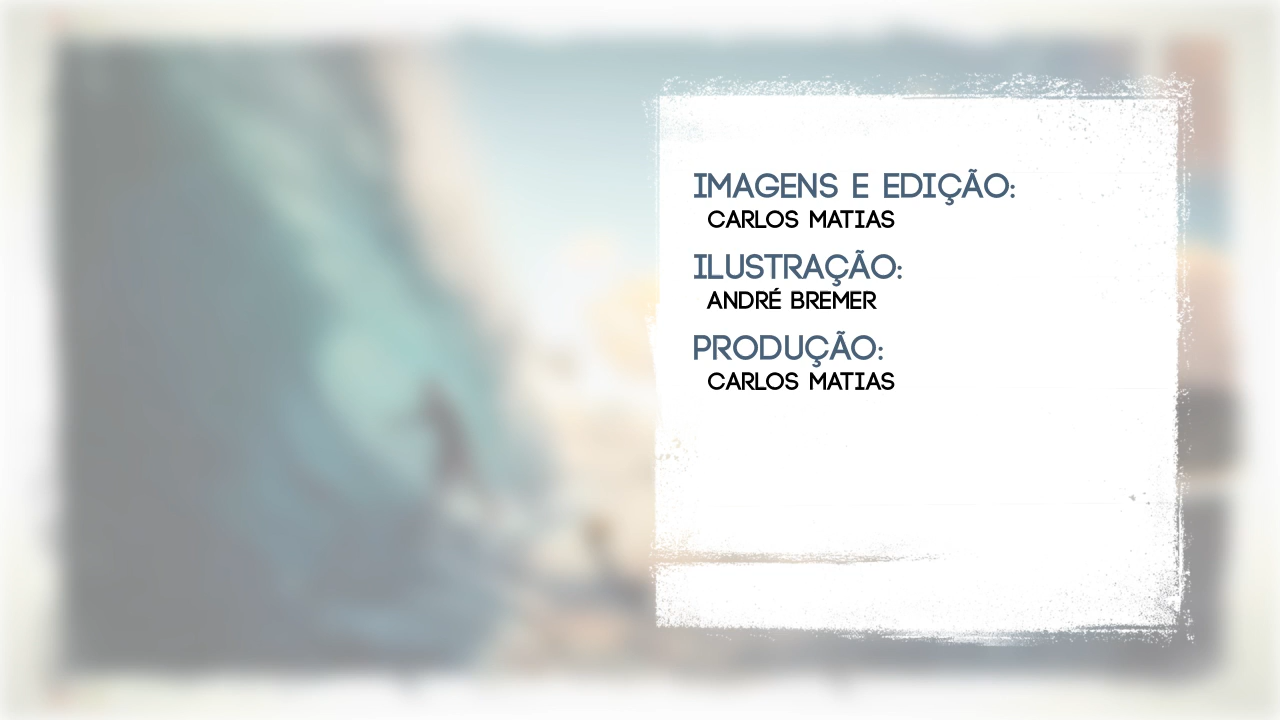 IMAGENS E EDIÇÃO:
CARLOS MATIAS
ILUSTRAÇÃO:
ANDRÉ BREMER
PRODUÇÃO:
CARLOS MATIAS